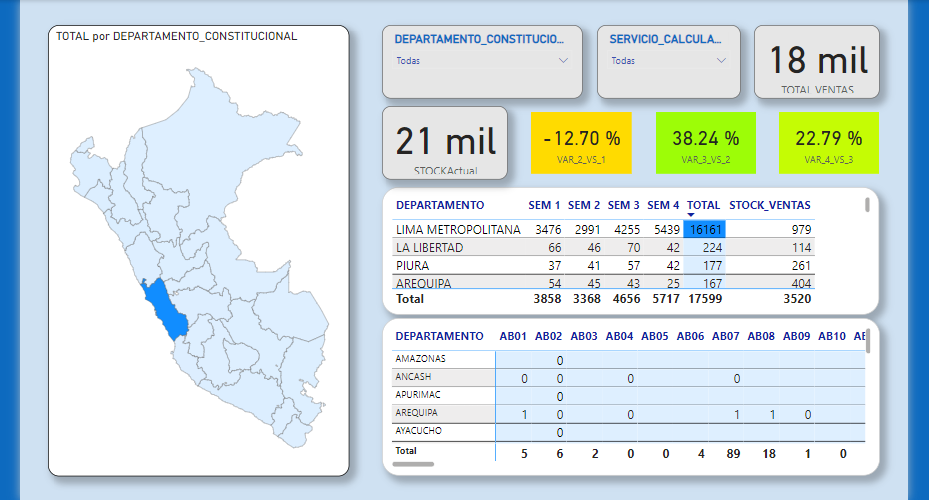 TOTAL por DEPARTAMENTO_CONSTITUCIONAL
DEPARTAMENTO_CONSTITUCIO...
Todas
SERVICIO_CALCULA...
Todas
18 mil
TOTAL_VENTAS
21 mil
STOCKActual
-12.70 %
VAR_2_VS_1
38.24 %
VAR_3_VS_2
22.79 %
VAR_4_VS_3
DEPARTAMENTO SEM 1 SEM 2 SEM 3 SEM 4 TOTAL STOCK_VENTAS
LIMA METROPOLITANA 3476 2991 4255 5439 16161 979
LA LIBERTAD 66 46 70 42 224 114
PIURA 37 41 57 42 177 261
AREQUIPA 54 45 43 25 167 404
Total 3858 3368 4656 5717 17599 3520
DEPARTAMENTO AB01 AB02 AB03 AB04 AB05 AB06 AB07 AB08 AB09 AB10 AE
AMAZONAS 0
ANCASH 0 0 0 0
APURIMAC 0
AREQUIPA 1 0 0 1 1 0
AYACUCHO 0
Total 5 6 2 0 0 4 89 18 1 0